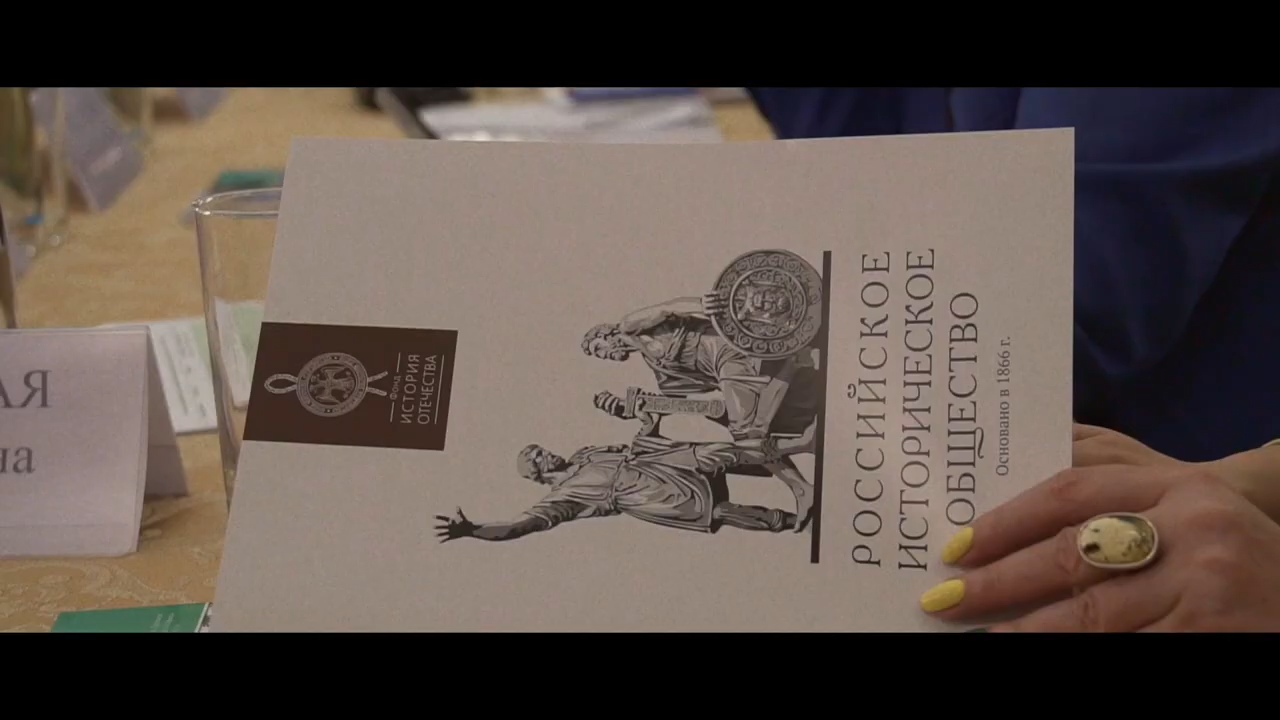 Фонд
ИСТОРИЯ
ОТЕЧЕСТВА
РОССИЙСКОЕ
ИСТОРИЧЕСКОЕ
ОБЩЕСТВО
Основано в 1866 г.